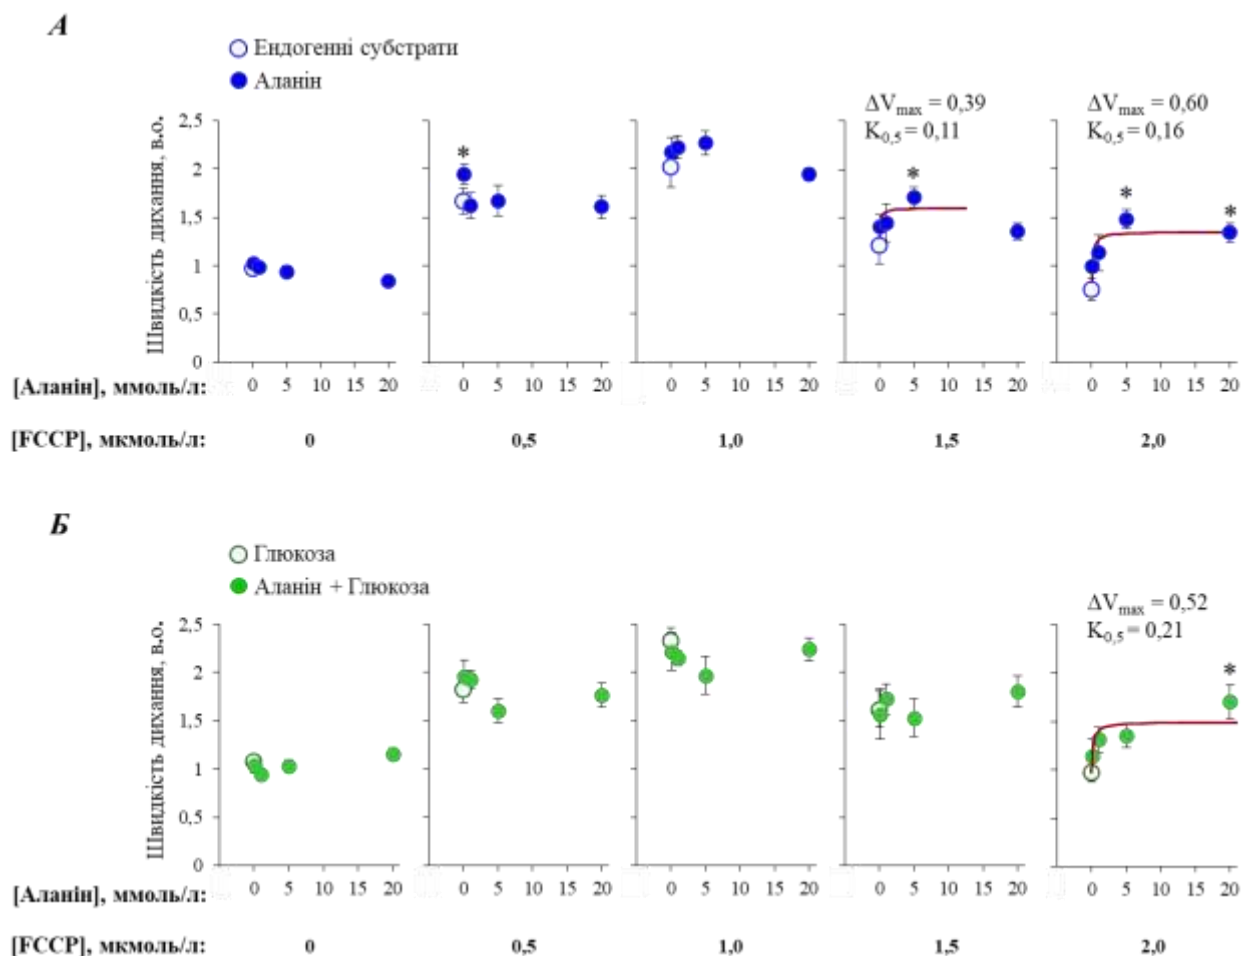 А
Ендогенні субстрати
Аланін
ΔVmax = 0,39
K0,5 = 0,11
ΔVmax = 0,60
K0,5 = 0,16
Швидкість дихання, в.о.
2,5
2
1,5
1
0,5
0
* * * *
[Аланін], ммоль/л: 0 5 10 15 20 0 5 10 15 20 0 5 10 15 20 0 5 10 15 20 0 5 10 15 20
[FCCP], мкмоль/л: 0 0,5 1,0 1,5 2,0
Б
Глюкоза
Аланін + Глюкоза
ΔVmax = 0,52
K0,5 = 0,21
Швидкість дихання, в.о.
2,5
2
1,5
1
0,5
0
*
[Аланін], ммоль/л: 0 5 10 15 20 0 5 10 15 20 0 5 10 15 20 0 5 10 15 20 0 5 10 15 20
[FCCP], мкмоль/л: 0 0,5 1,0 1,5 2,0